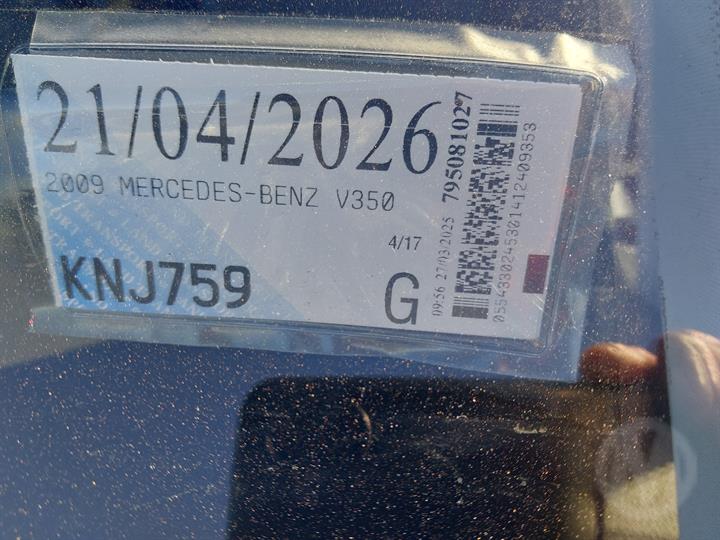 21/04/2026
2009 MERCEDES-BENZ V350
4/17
KNJ759
G
09:56 27/03/2025 795081027